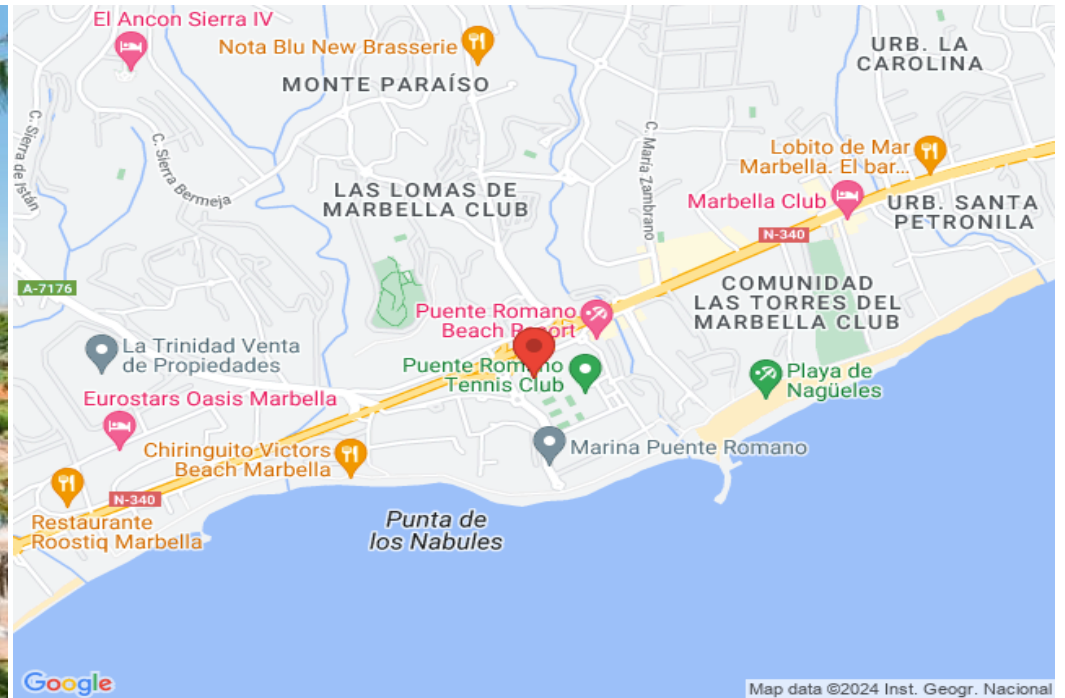 El Ancon Sierra IV
Nota Blu New Brasserie
URB. LA
CAROLINA
MONTE PARAÍSO
C. Sierra de Istán
C. Sierra Bermeja
C. María Zambrano
Lobito de Mar
Marbella. El bar...
LAS LOMAS DE
MARBELLA CLUB
Marbella Club
URB. SANTA
PETRONILA
N-340
A-7176
COMUNIDAD
LAS TORRES DEL
MARBELLA CLUB
Puente Romano
Beach Resort
La Trinidad Venta
de Propiedades
Puente Romano
Tennis Club
Playa de
Nagüeles
Eurostars Oasis Marbella
Chiringuito Victors
Beach Marbella
Marina Puente Romano
N-340
Restaurante
Roostiq Marbella
Punta de
los Nabules
Google
Map data ©2024 Inst. Geogr. Nacional